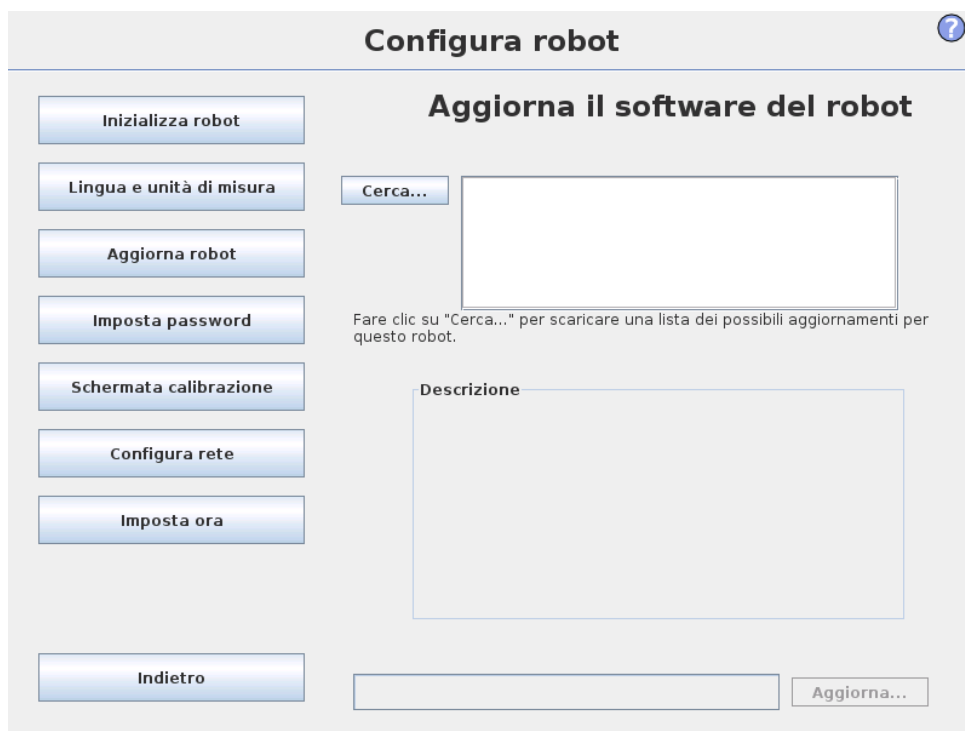 Configura robot
?
Aggiorna il software del robot
Inizializza robot
Lingua e unità di misura
Aggiorna robot
Imposta password
Schermata calibrazione
Configura rete
Imposta ora
Indietro
Cerca...
Fare clic su "Cerca..." per scaricare una lista dei possibili aggiornamenti per
questo robot.
Descrizione
Aggiorna...